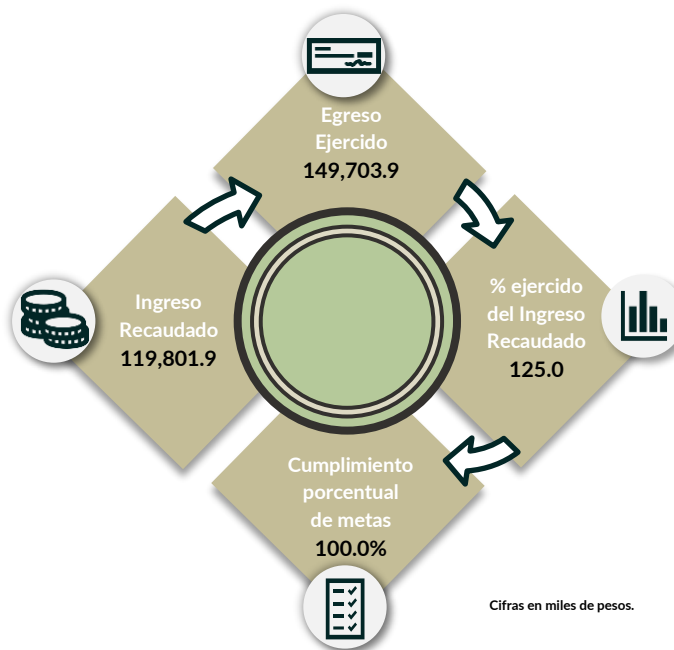 Egreso
Ejercido
149,703.9
Ingreso
Recaudado
119,801.9
% ejercido
del Ingreso
Recaudado
125.0
Cumplimiento
porcentual
de metas
100.0%
Cifras en miles de pesos.